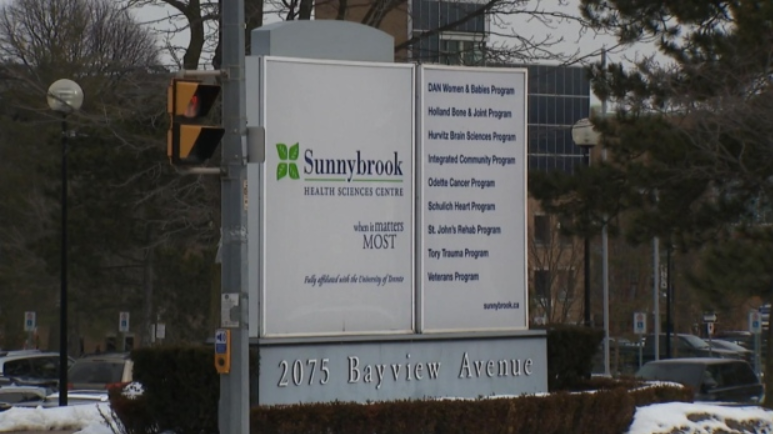 Sunnybrook
HEALTH SCIENCES CENTRE
when it matters
MOST
Fully affiliated with the University of Toronto
DAN Women & Babies Program
Holland Bone & Joint Program
Hurvitz Brain Sciences Program
Integrated Community Program
Odette Cancer Program
Schulich Heart Program
St. John's Rehab Program
Tory Trauma Program
Veterans Program
sunnybrook.ca
2075 Bayview Avenue